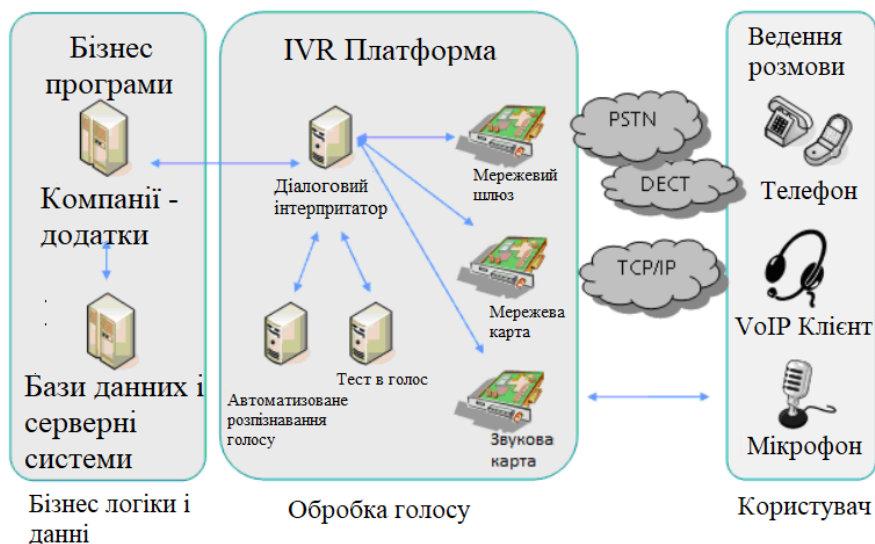 Бізнес
програми
Компанії -
додатки
Бази данних і
серверні
системи
Бізнес логіки і
данні
IVR Платформа
Діалоговий
інтерпритатор
Мережевий
шлюз
Мережева
карта
Автоматизоване
розпізнавання
голосу
Тест в голос
Звукова
карта
Обробка голосу
PSTN
DECT
TCP/IP
Ведення
розмови
Телефон
VoIP Клієнт
Мікрофон
Користувач